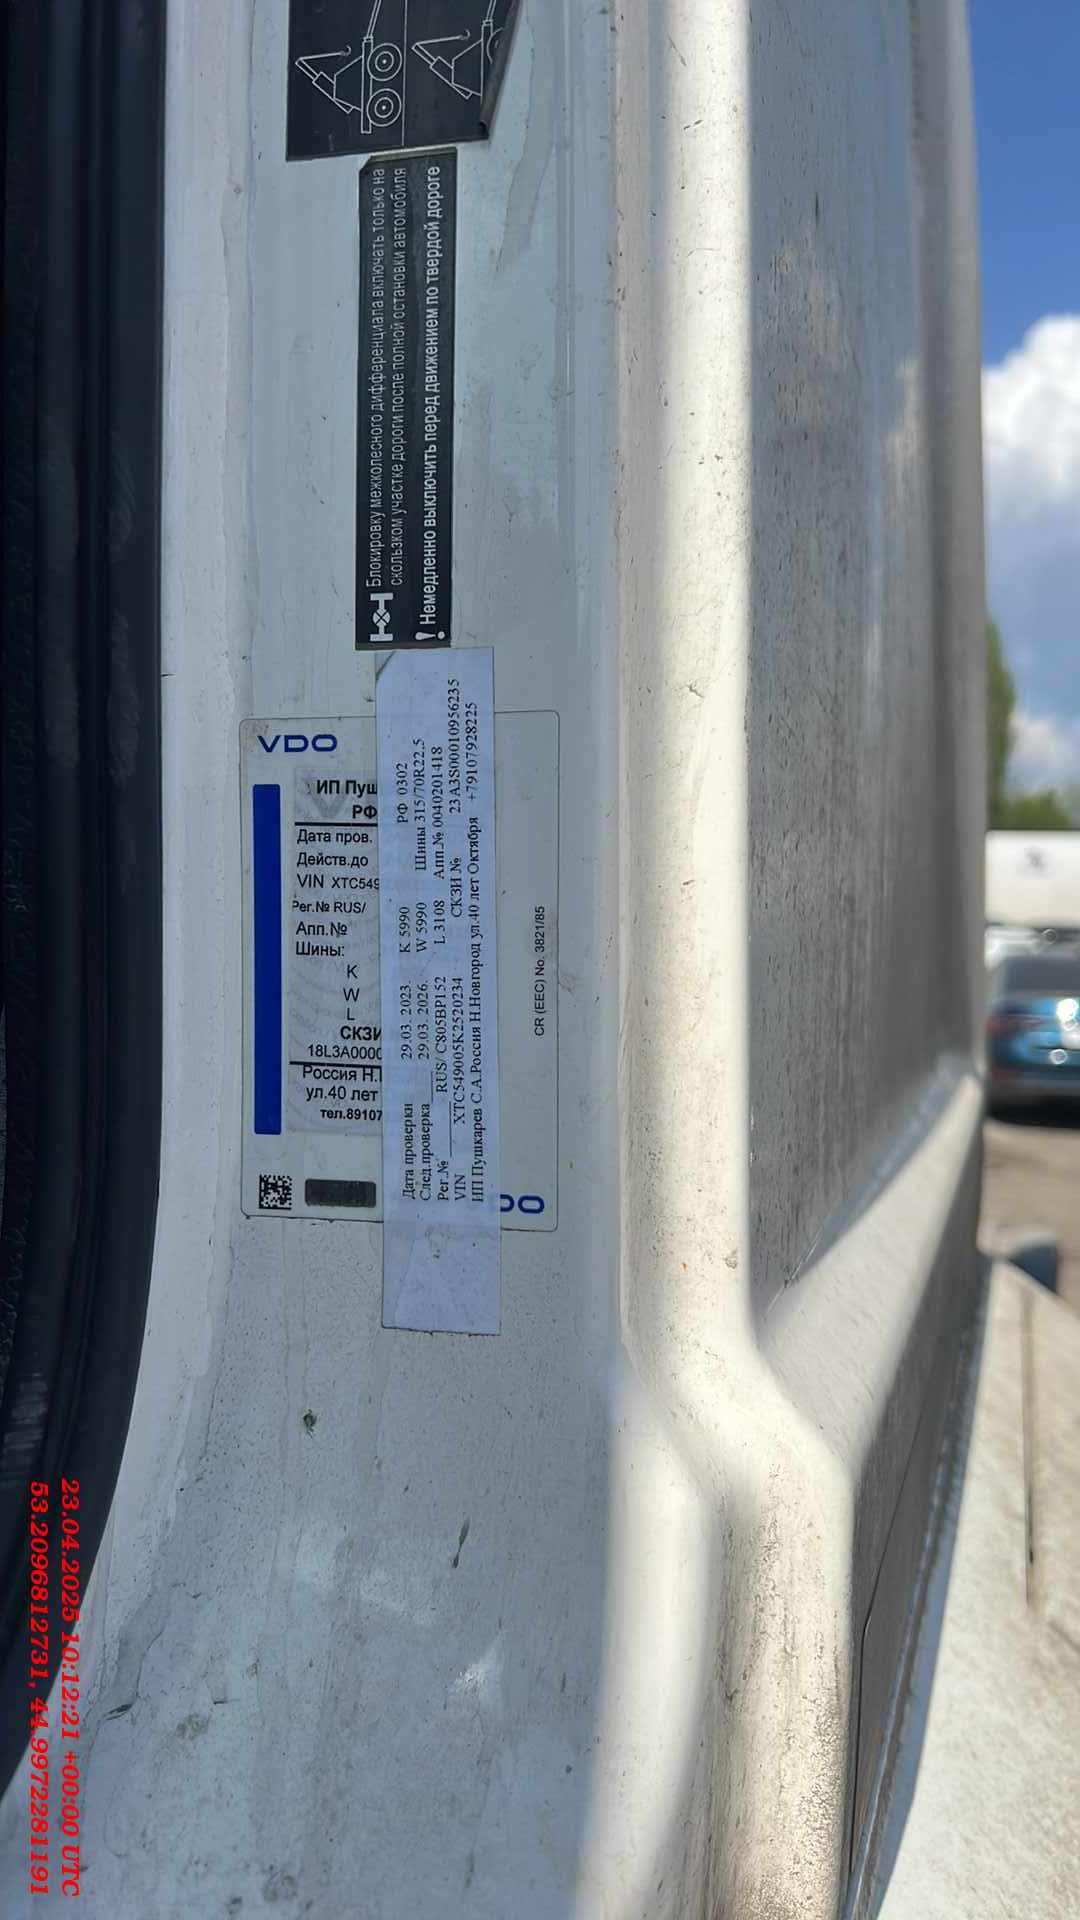 Блокировку межколесного дифференциала включать только на
скользком участке дороги после полной остановки автомобиля
! Немедленно выключить перед движением по твердой дороге
VDO
ИП Пуш
РФ
Дата пров.
Действ.до
VIN XTC549
Рег.№ RUS/
Апп.№
Шины:
K
W
L
СКЗИ
18L3A0000
Россия Н.
ул.40 лет
тел.89107
Дата проверки 29.03. 2023. K 5990 РФ 0302
След.проверка 29.03. 2026. W 5990 Шины 315/70R22.5
Рег.№ RUS/ C805BP152 L 3108 Апп.№ 0040201418
VIN XTC549005K2520234 СКЗИ № 23A3S00010956235
ИП Пушкарев С.А.Россия Н.Новгород ул.40 лет Октября +79107928225
CR (EEC) No. 3821/85
DO
23.04.2025 10:12:21 +00:00 UTC
53.2096812731, 44.9972281191